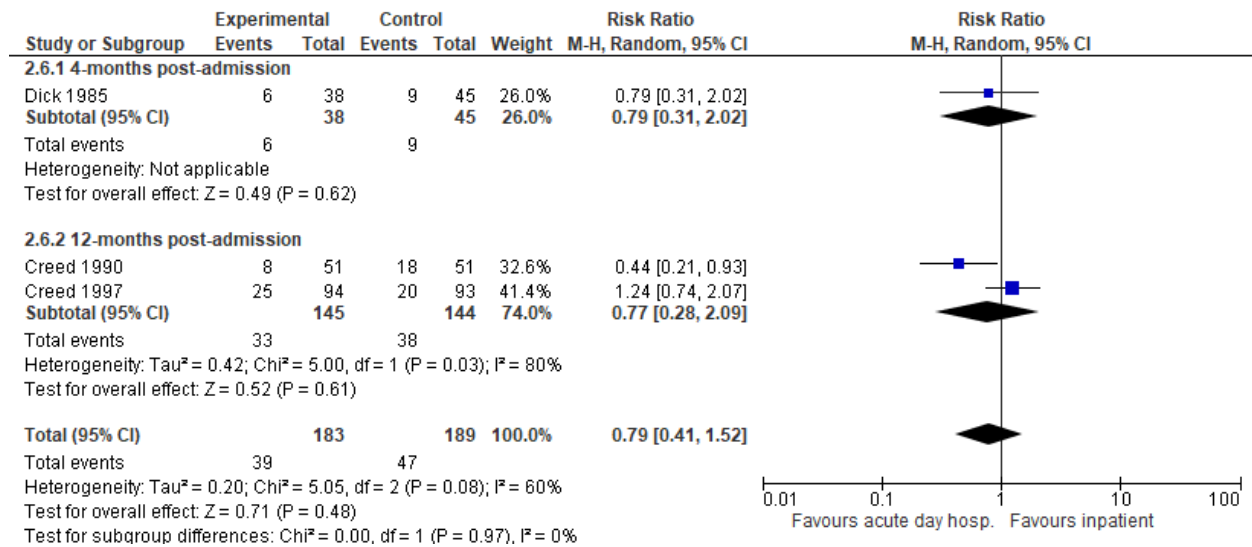 Experimental Control Risk Ratio Risk Ratio
Study or Subgroup Events Total Events Total Weight M-H, Random, 95% CI M-H, Random, 95% CI
2.6.1 4-months post-admission
Dick 1985 6 38 9 45 26.0% 0.79 [0.31, 2.02]
Subtotal (95% CI) 38 45 26.0% 0.79 [0.31, 2.02]
Total events 6 9
Heterogeneity: Not applicable
Test for overall effect: Z = 0.49 (P = 0.62)
2.6.2 12-months post-admission
Creed 1990 8 51 18 51 32.6% 0.44 [0.21, 0.93]
Creed 1997 25 94 20 93 41.4% 1.24 [0.74, 2.07]
Subtotal (95% CI) 145 144 74.0% 0.77 [0.28, 2.09]
Total events 33 38
Heterogeneity: Tau² = 0.42; Chi² = 5.00, df = 1 (P = 0.03); I² = 80%
Test for overall effect: Z = 0.52 (P = 0.61)
Total (95% CI) 183 189 100.0% 0.79 [0.41, 1.52]
Total events 39 47
Heterogeneity: Tau² = 0.20; Chi² = 5.05, df = 2 (P = 0.08); I² = 60%
Test for overall effect: Z = 0.71 (P = 0.48)
Test for subgroup differences: Chi² = 0.00, df = 1 (P = 0.97), I² = 0%
0.01 0.1 1 10 100
Favours acute day hosp. Favours inpatient